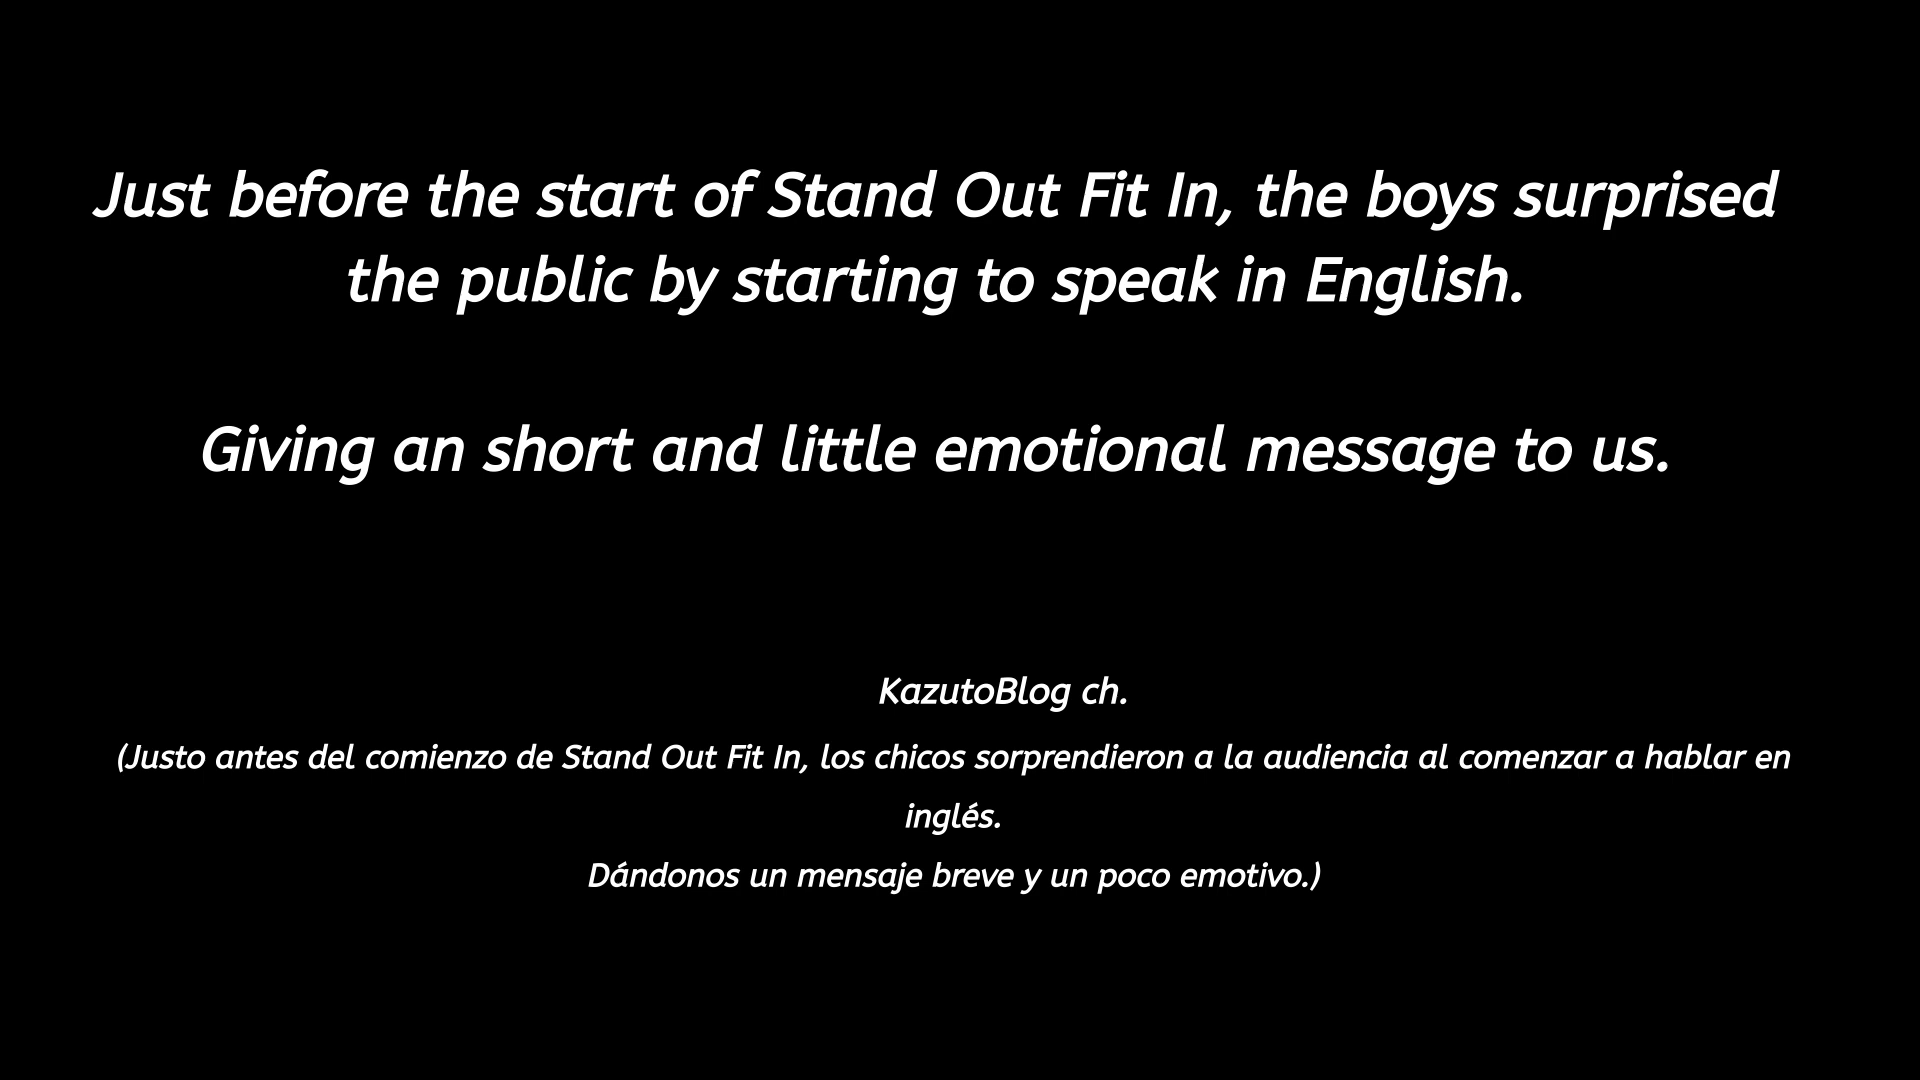 Just before the start of Stand Out Fit In, the boys surprised
the public by starting to speak in English.
Giving an short and little emotional message to us.
KazutoBlog ch.
(Justo antes del comienzo de Stand Out Fit In, los chicos sorprendieron a la audiencia al comenzar a hablar en
inglés.
Dándonos un mensaje breve y un poco emotivo.)